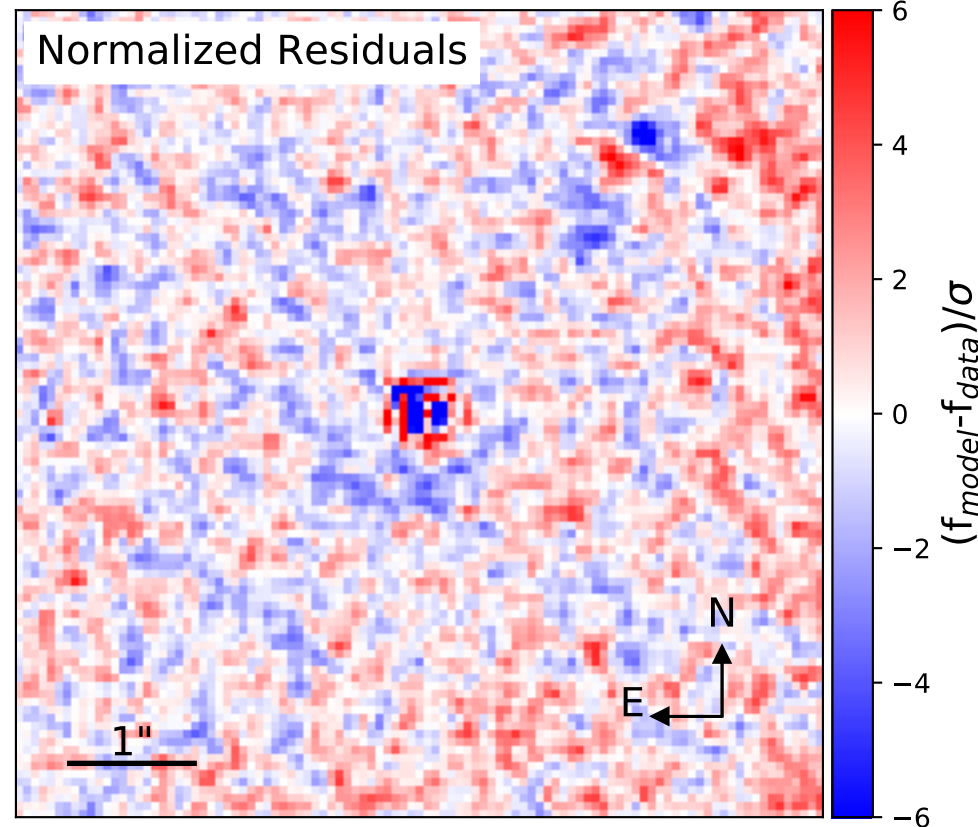 Normalized Residuals
6
4
2
0
−2
−4
−6
(f_model-f_data)/σ
N
E
1"